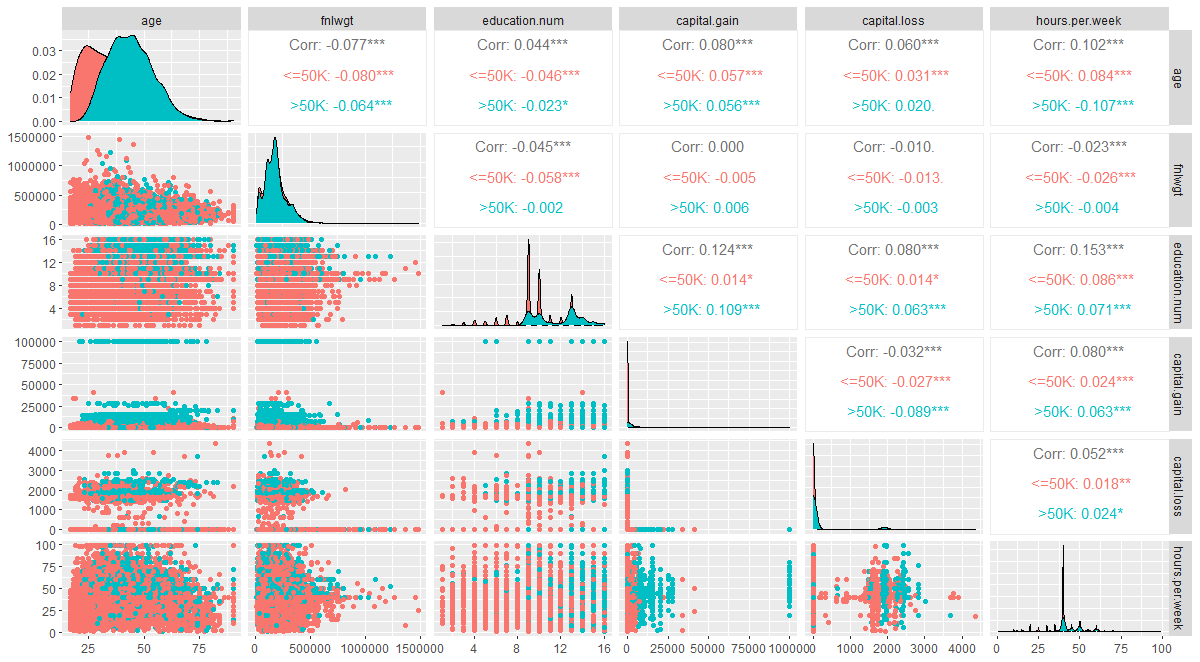 age fnlwgt education.num capital.gain capital.loss hours.per.week
0.03
0.02
0.01
0.00
Corr: -0.077*** Corr: 0.044*** Corr: 0.080*** Corr: 0.060*** Corr: 0.102***
<=50K: -0.080*** <=50K: -0.046*** <=50K: 0.057*** <=50K: 0.031*** <=50K: 0.084***
>50K: -0.064*** >50K: -0.023* >50K: 0.056*** >50K: 0.020. >50K: -0.107***
age
1500000
1000000
500000
0
Corr: -0.045*** Corr: 0.000 Corr: -0.010. Corr: -0.023***
<=50K: -0.058*** <=50K: -0.005 <=50K: -0.013. <=50K: -0.026***
>50K: -0.002 >50K: 0.006 >50K: -0.003 >50K: -0.004
fnlwgt
16
12
8
4
Corr: 0.124*** Corr: 0.080*** Corr: 0.153***
<=50K: 0.014* <=50K: 0.014* <=50K: 0.086***
>50K: 0.109*** >50K: 0.063*** >50K: 0.071***
education.num
100000
75000
50000
25000
0
Corr: -0.032*** Corr: 0.080***
<=50K: -0.027*** <=50K: 0.024***
>50K: -0.089*** >50K: 0.063***
capital.gain
4000
3000
2000
1000
0
Corr: 0.052***
<=50K: 0.018**
>50K: 0.024*
capital.loss
100
75
50
25
0
hours.per.week
25 50 75 0 500000 1000000 1500000 4 8 12 16 0 25000 50000 75000 100000 0 1000 2000 3000 4000 0 25 50 75 100